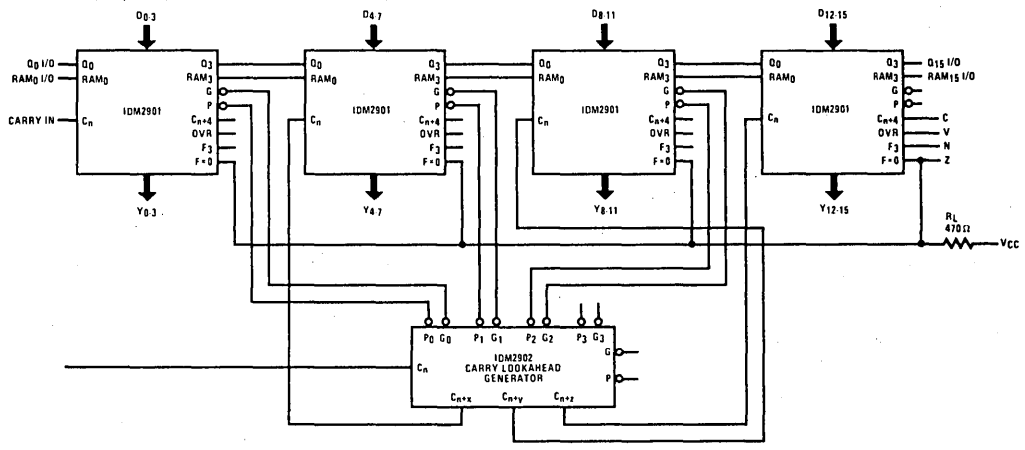 D0-3
D4-7
D8-11
D12-15
Q0 I/O
RAM0 I/O
CARRY IN
Q0
RAM0
Cn
IDM2901
Q3
RAM3
G
P
Cn+4
OVR
F3
F=0
Y0-3
Q0
RAM0
Cn
IDM2901
Q3
RAM3
G
P
Cn+4
OVR
F3
F=0
Y4-7
Q0
RAM0
Cn
IDM2901
Q3
RAM3
G
P
Cn+4
OVR
F3
F=0
Y8-11
Q0
RAM0
Cn
IDM2901
Q3
RAM3
G
P
Cn+4
OVR
F3
F=0
Y12-15
Q15 I/O
RAM15 I/O
C
V
N
Z
RL
470Ω
VCC
P0 G0 P1 G1 P2 G2 P3 G3
IDM2902
CARRY LOOKAHEAD
GENERATOR
Cn
G
P
Cn+x Cn+y Cn+z